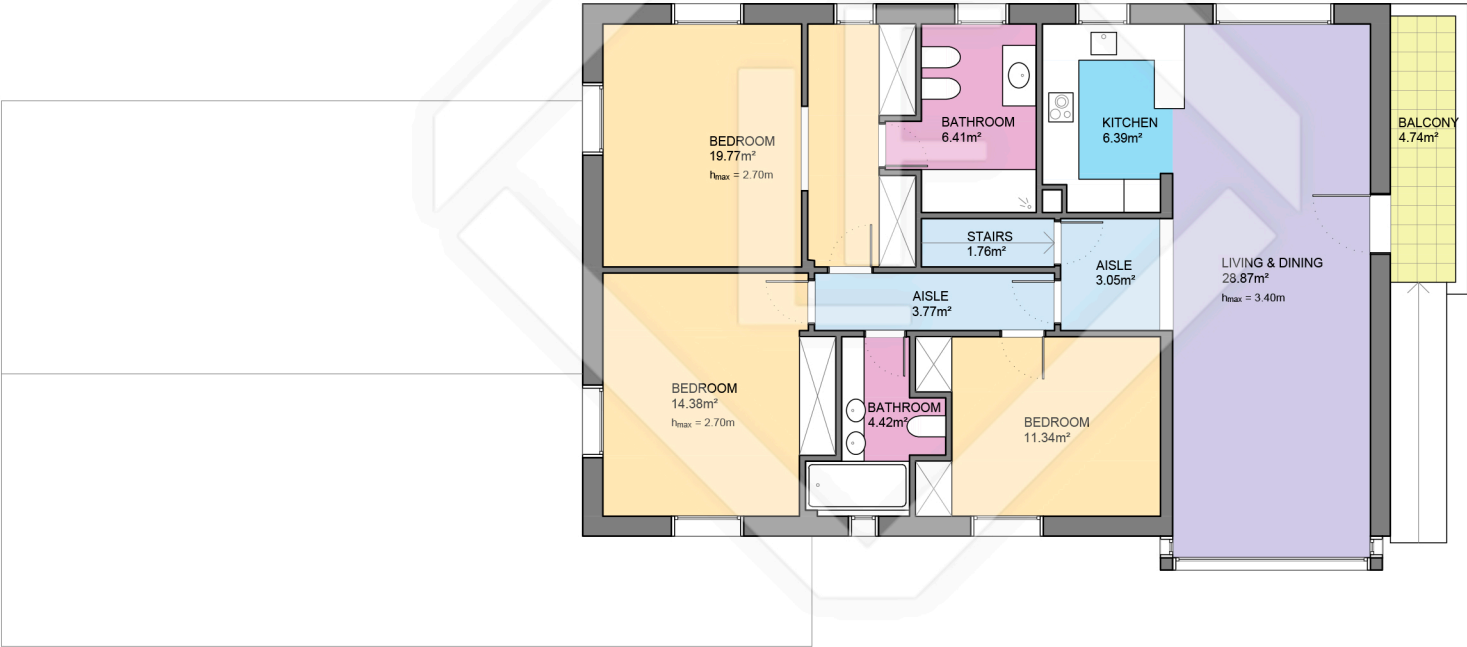 BEDROOM
19.77m²
hmax = 2.70m
BATHROOM
6.41m²
KITCHEN
6.39m²
BALCONY
4.74m²
STAIRS
1.76m²
AISLE
3.05m²
LIVING & DINING
28.87m²
hmax = 3.40m
AISLE
3.77m²
BEDROOM
14.38m²
hmax = 2.70m
BATHROOM
4.42m²
BEDROOM
11.34m²